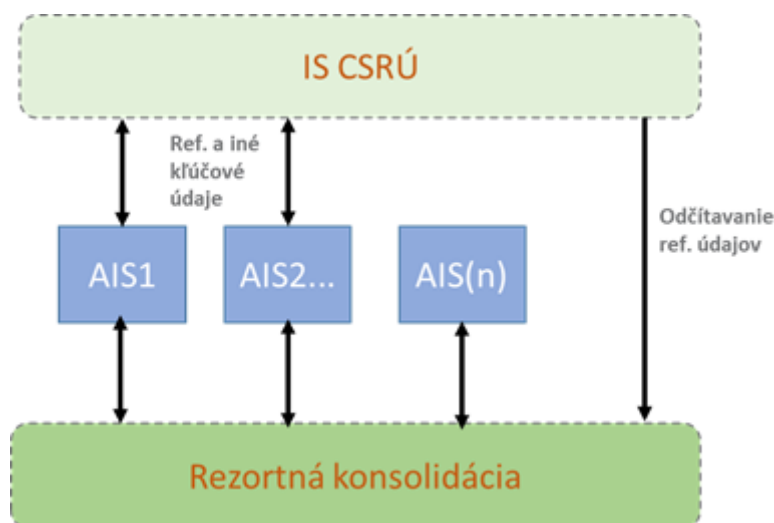 IS CSRÚ
Ref. a iné
kľúčové
údaje
Odčítavanie
ref. údajov
AIS1
AIS2...
AIS(n)
Rezortná konsolidácia